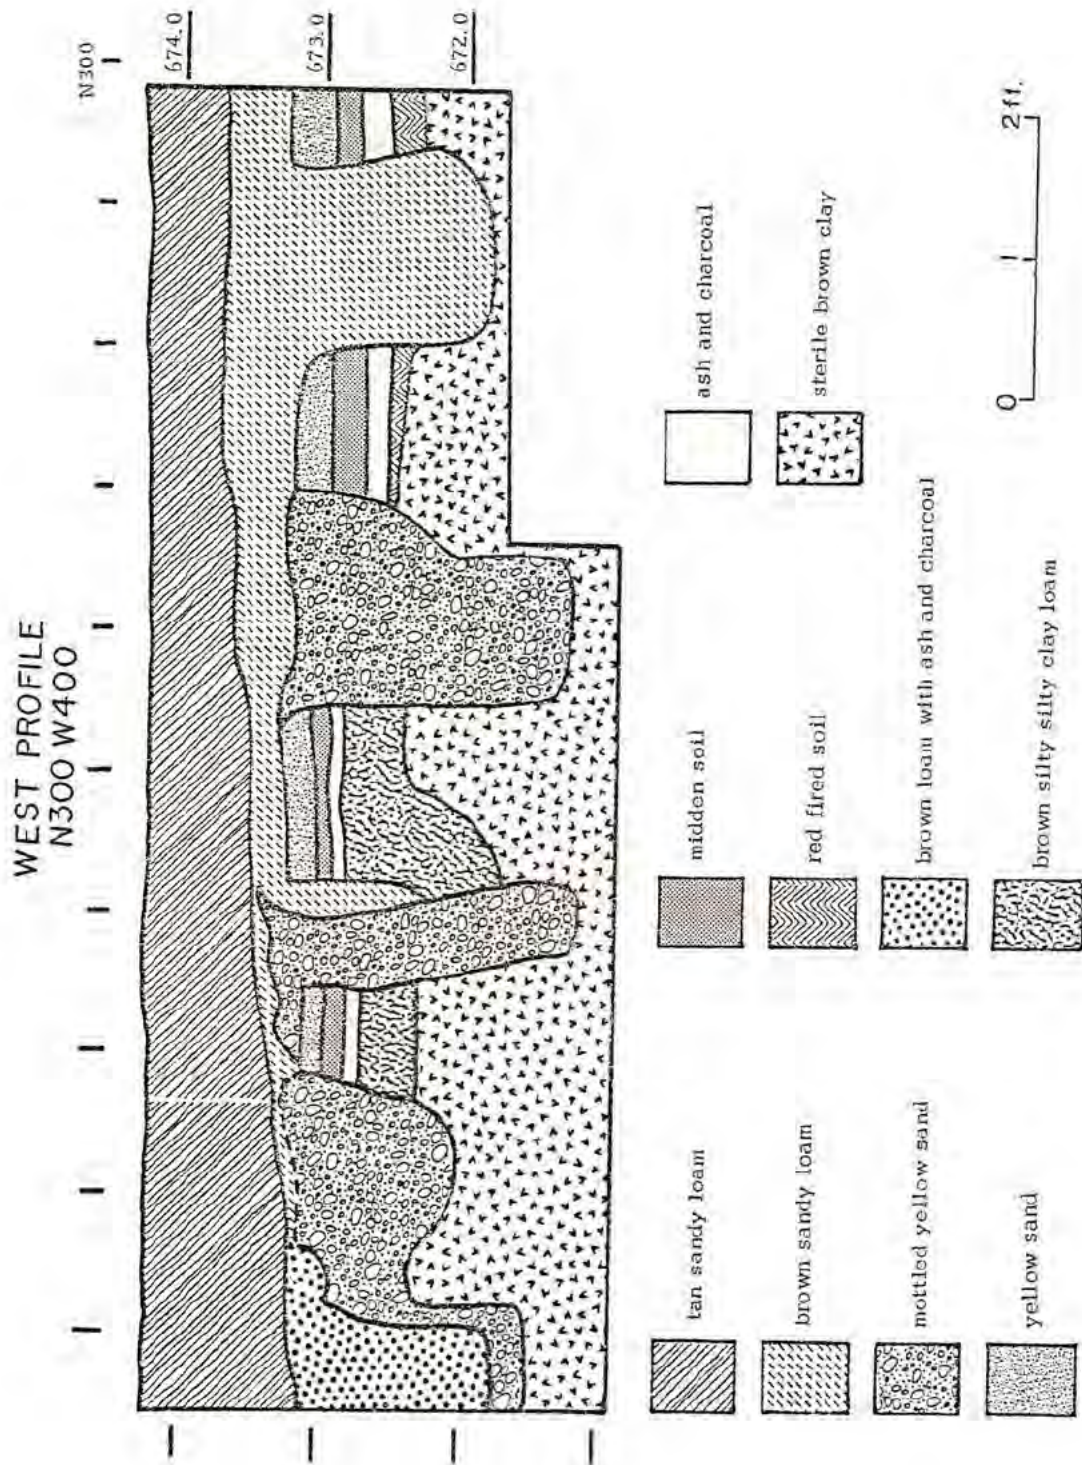 WEST PROFILE
N300 W400
N300
674.0
673.0
672.0
tan sandy loam
brown sandy loam
mottled yellow sand
yellow sand
midden soil
red fired soil
brown loam with ash and charcoal
brown silty silty clay loam
ash and charcoal
sterile brown clay
0 1 2 ft.